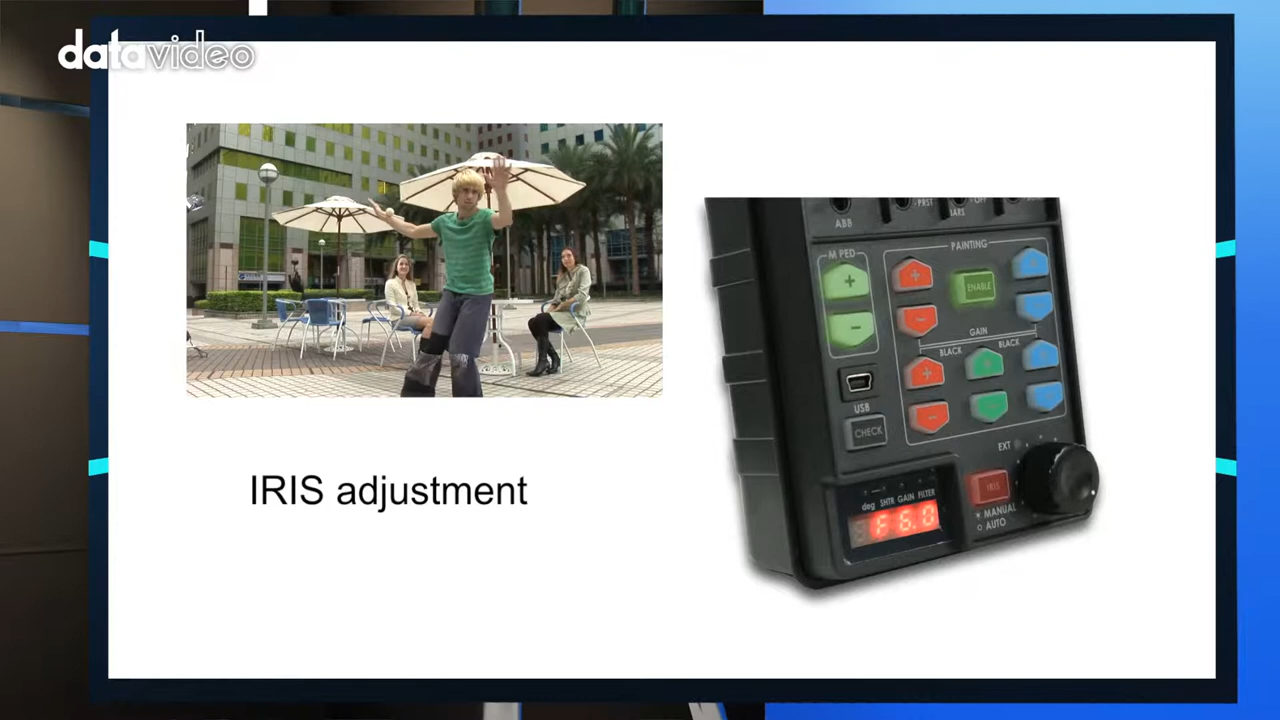 datavideo
IRIS adjustment
ABB
PRST
BARS
OFF
M PED
PAINTING
ENABLE
GAIN
BLACK
BLACK
USB
CHECK
EXT
deg SHTR GAIN FILTER
F 6.0
IRIS
MANUAL
AUTO